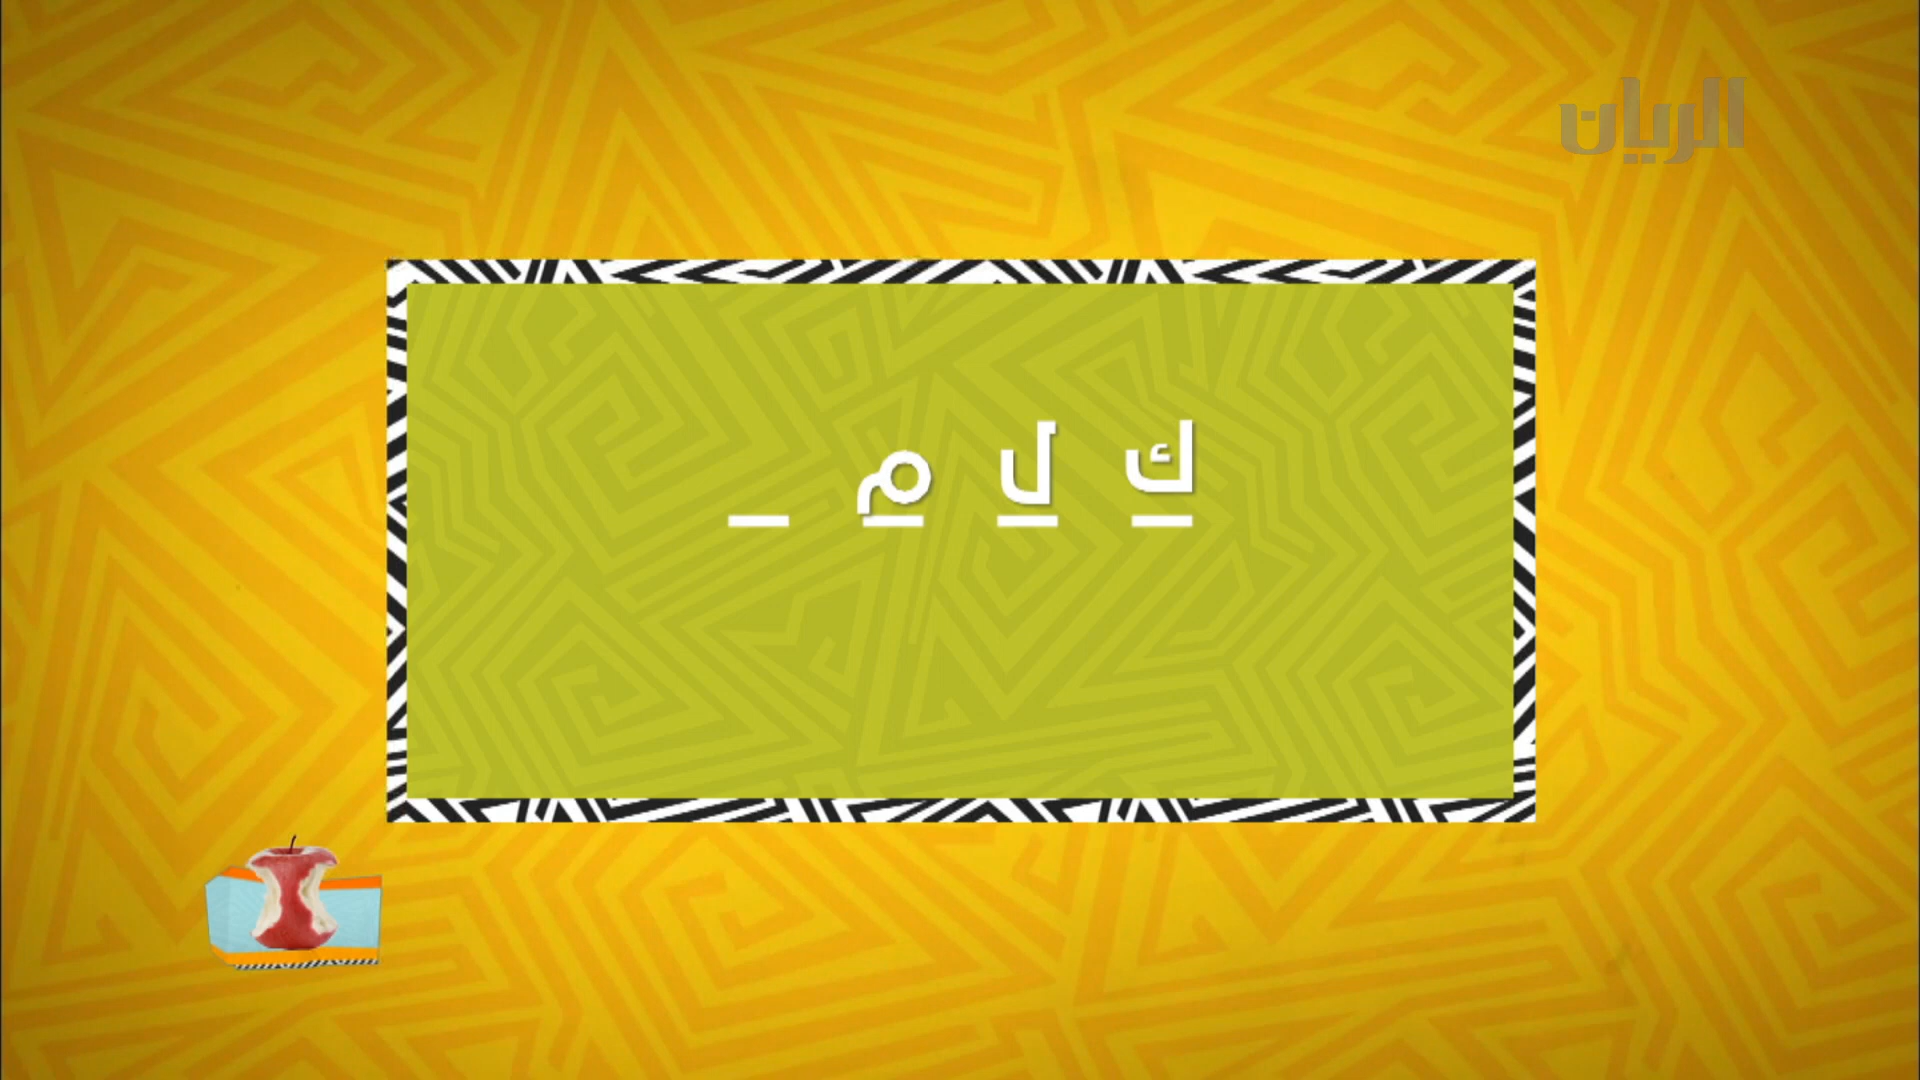 الريان
ك ل م _